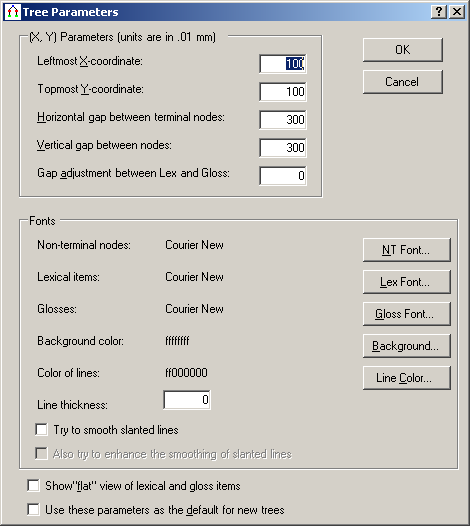 Tree Parameters
(X, Y) Parameters (units are in .01 mm)
Leftmost X-coordinate: 100
Topmost Y-coordinate: 100
Horizontal gap between terminal nodes: 300
Vertical gap between nodes: 300
Gap adjustment between Lex and Gloss: 0
OK
Cancel
Fonts
Non-terminal nodes: Courier New NT Font...
Lexical items: Courier New Lex Font...
Glosses: Courier New Gloss Font...
Background color: ffffffff Background...
Color of lines: ff000000 Line Color...
Line thickness: 0
Try to smooth slanted lines
Also try to enhance the smoothing of slanted lines
Show"flat" view of lexical and gloss items
Use these parameters as the default for new trees